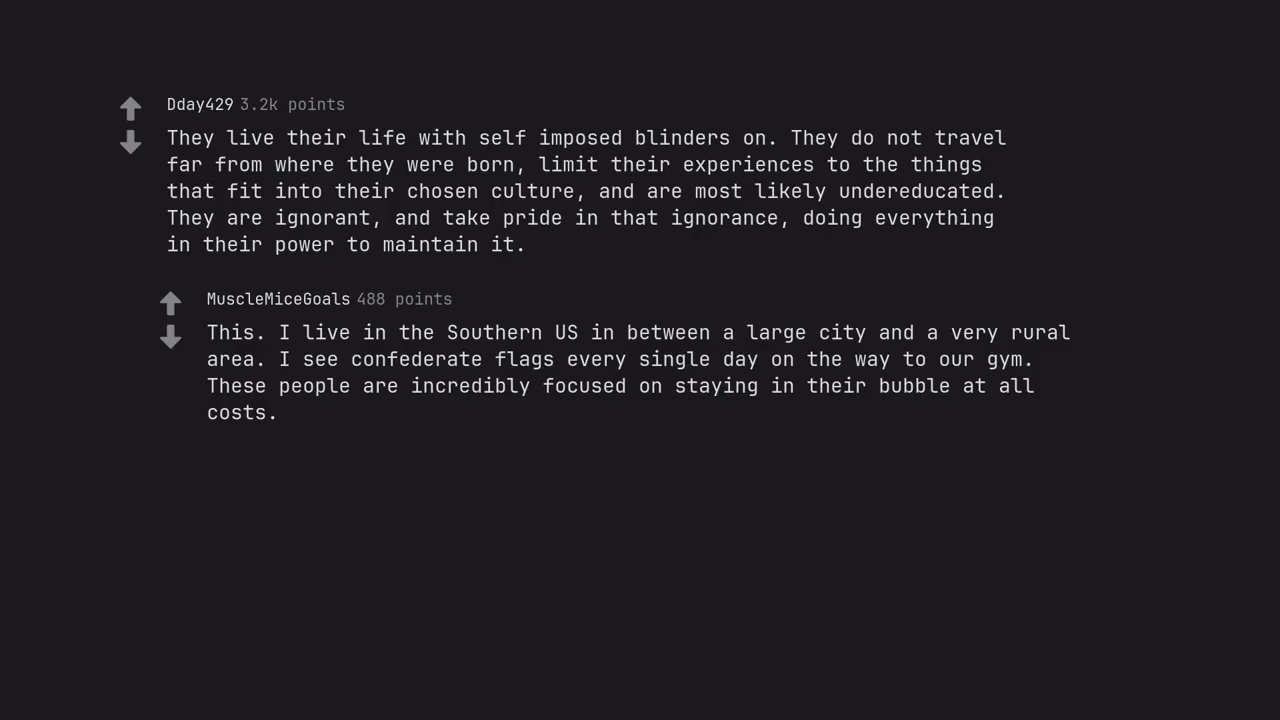 Dday429 3.2k points
They live their life with self imposed blinders on. They do not travel
far from where they were born, limit their experiences to the things
that fit into their chosen culture, and are most likely undereducated.
They are ignorant, and take pride in that ignorance, doing everything
in their power to maintain it.
MuscleMiceGoals 488 points
This. I live in the Southern US in between a large city and a very rural
area. I see confederate flags every single day on the way to our gym.
These people are incredibly focused on staying in their bubble at all
costs.